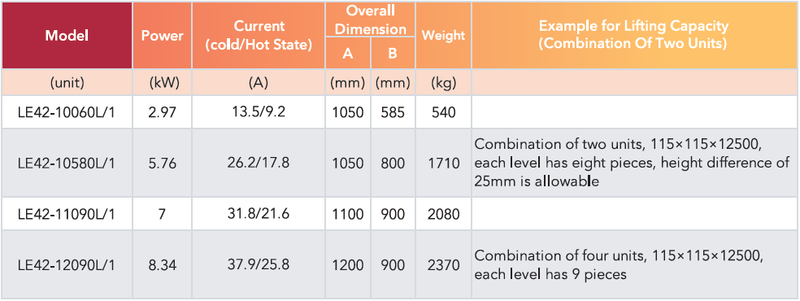 Model Power Current (cold/Hot State) Overall Dimension Weight Example for Lifting Capacity (Combination Of Two Units)
A B
(unit) (kW) (A) (mm) (mm) (kg)
LE42-10060L/1 2.97 13.5/9.2 1050 585 540
LE42-10580L/1 5.76 26.2/17.8 1050 800 1710 Combination of two units, 115×115×12500,
each level has eight pieces, height difference of
25mm is allowable
LE42-11090L/1 7 31.8/21.6 1100 900 2080
LE42-12090L/1 8.34 37.9/25.8 1200 900 2370 Combination of four units, 115×115×12500,
each level has 9 pieces